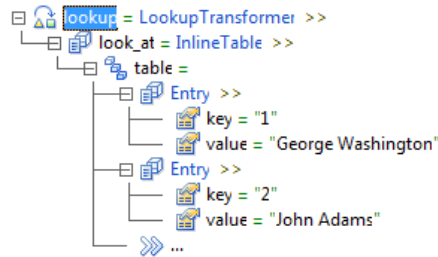 lookup = LookupTransformer >>
look_at = InlineTable >>
table =
Entry >>
key = "1"
value = "George Washington"
Entry >>
key = "2"
value = "John Adams"
...